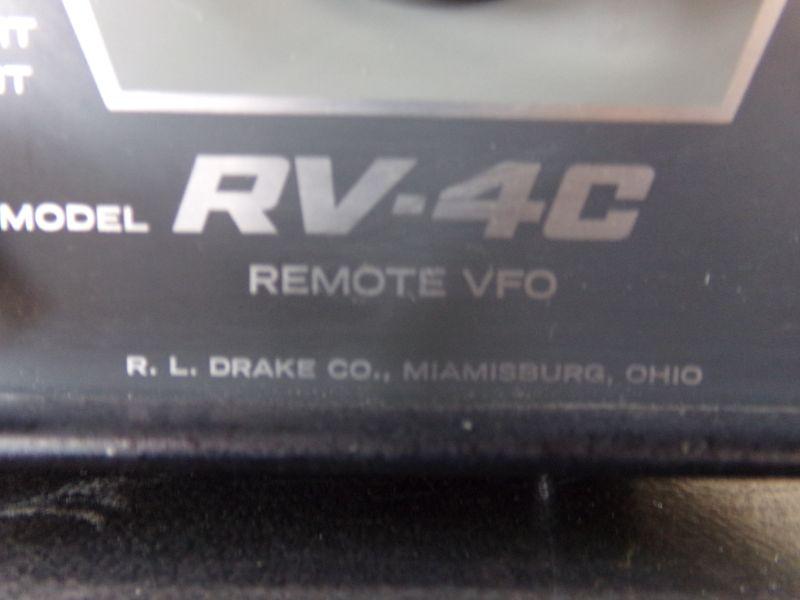 MODEL RV-4C
REMOTE VFO
R. L. DRAKE CO., MIAMISBURG, OHIO